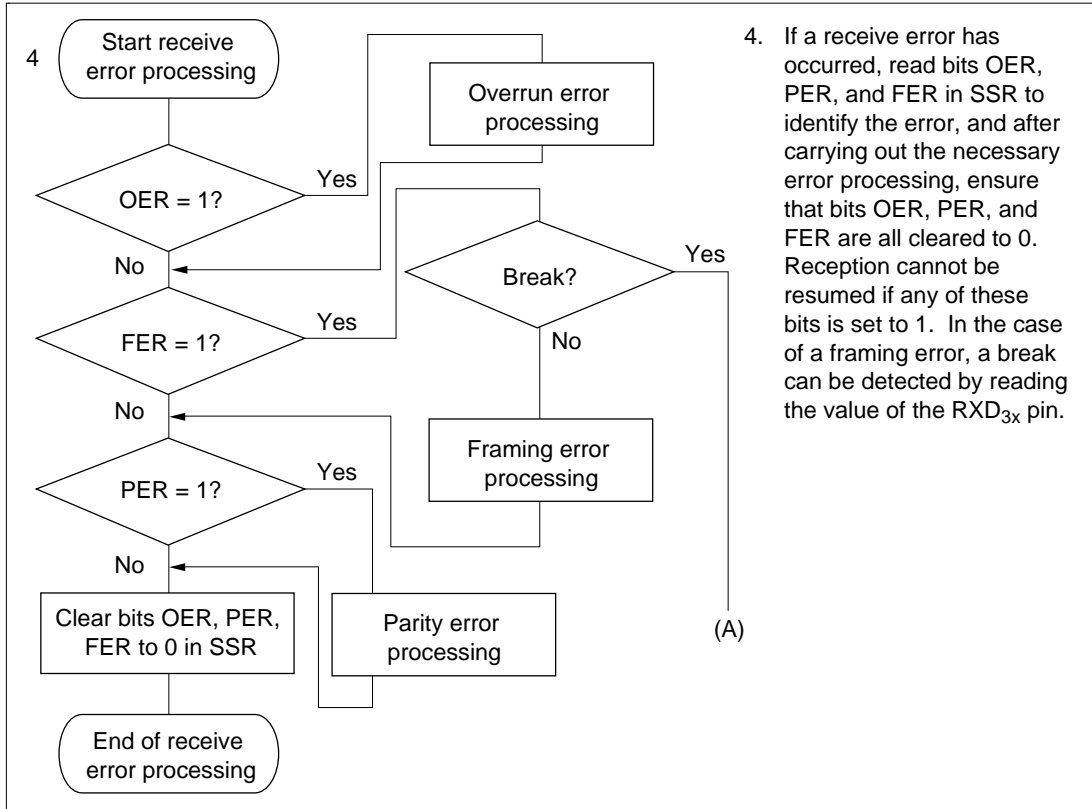 4
Start receive
error processing
OER = 1?
Yes
No
Overrun error
processing
FER = 1?
Yes
No
Break?
Yes
No
Framing error
processing
PER = 1?
Yes
No
Parity error
processing
Clear bits OER, PER,
FER to 0 in SSR
End of receive
error processing
(A)
4. If a receive error has
occurred, read bits OER,
PER, and FER in SSR to
identify the error, and after
carrying out the necessary
error processing, ensure
that bits OER, PER, and
FER are all cleared to 0.
Reception cannot be
resumed if any of these
bits is set to 1. In the case
of a framing error, a break
can be detected by reading
the value of the RXD3x pin.